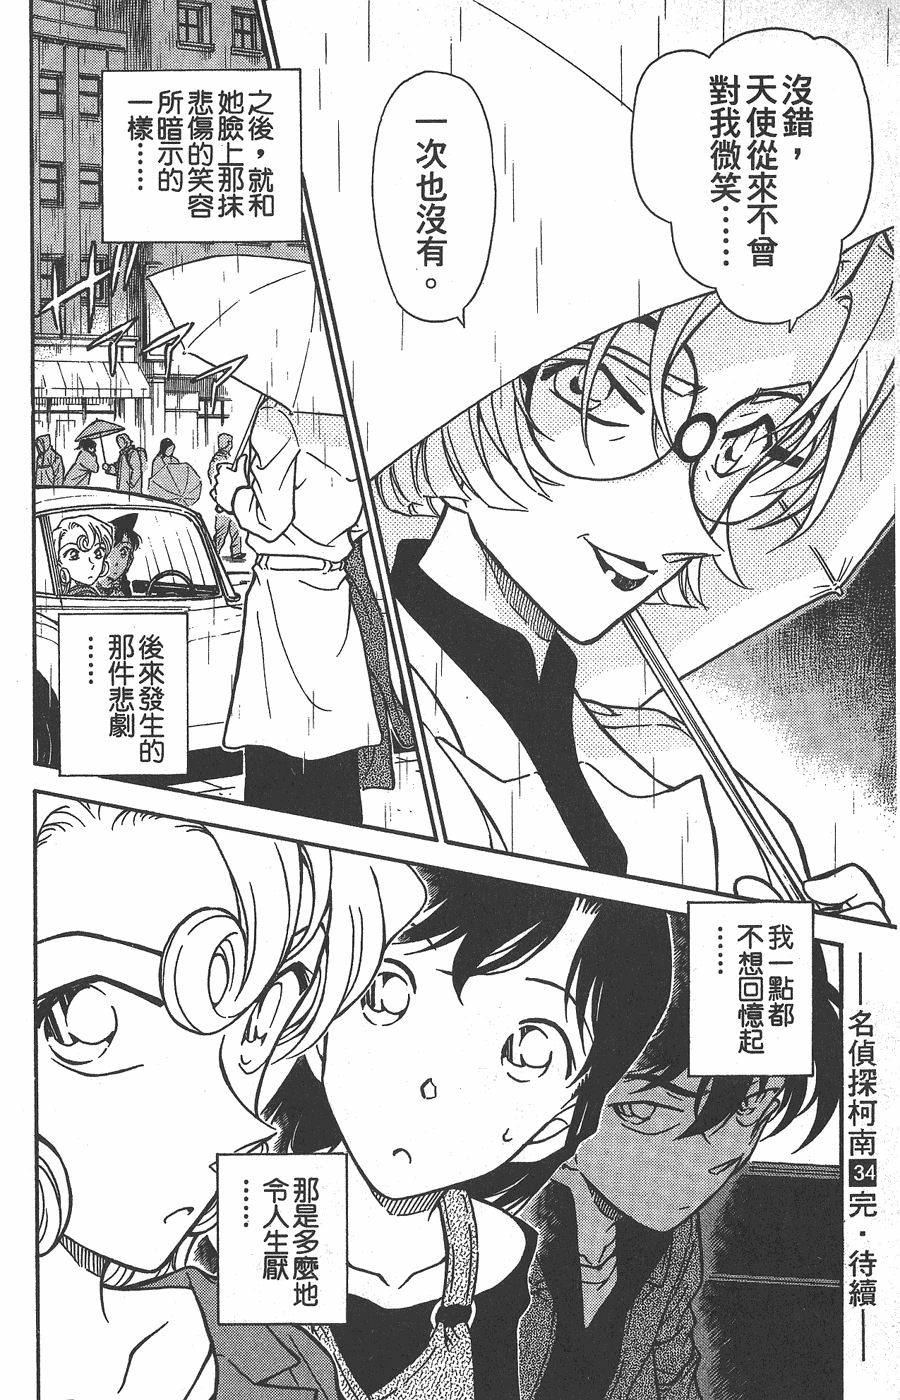 沒錯，
天使從來不曾
對我微笑……
一次也沒有。
之後，就和
她臉上那抹
悲傷的笑容
所暗示的
一樣……
後來發生的
那件悲劇
……
我一點都
不想回憶起
……
那是多麼地
令人生厭
……
——名偵探柯南34完·待續——